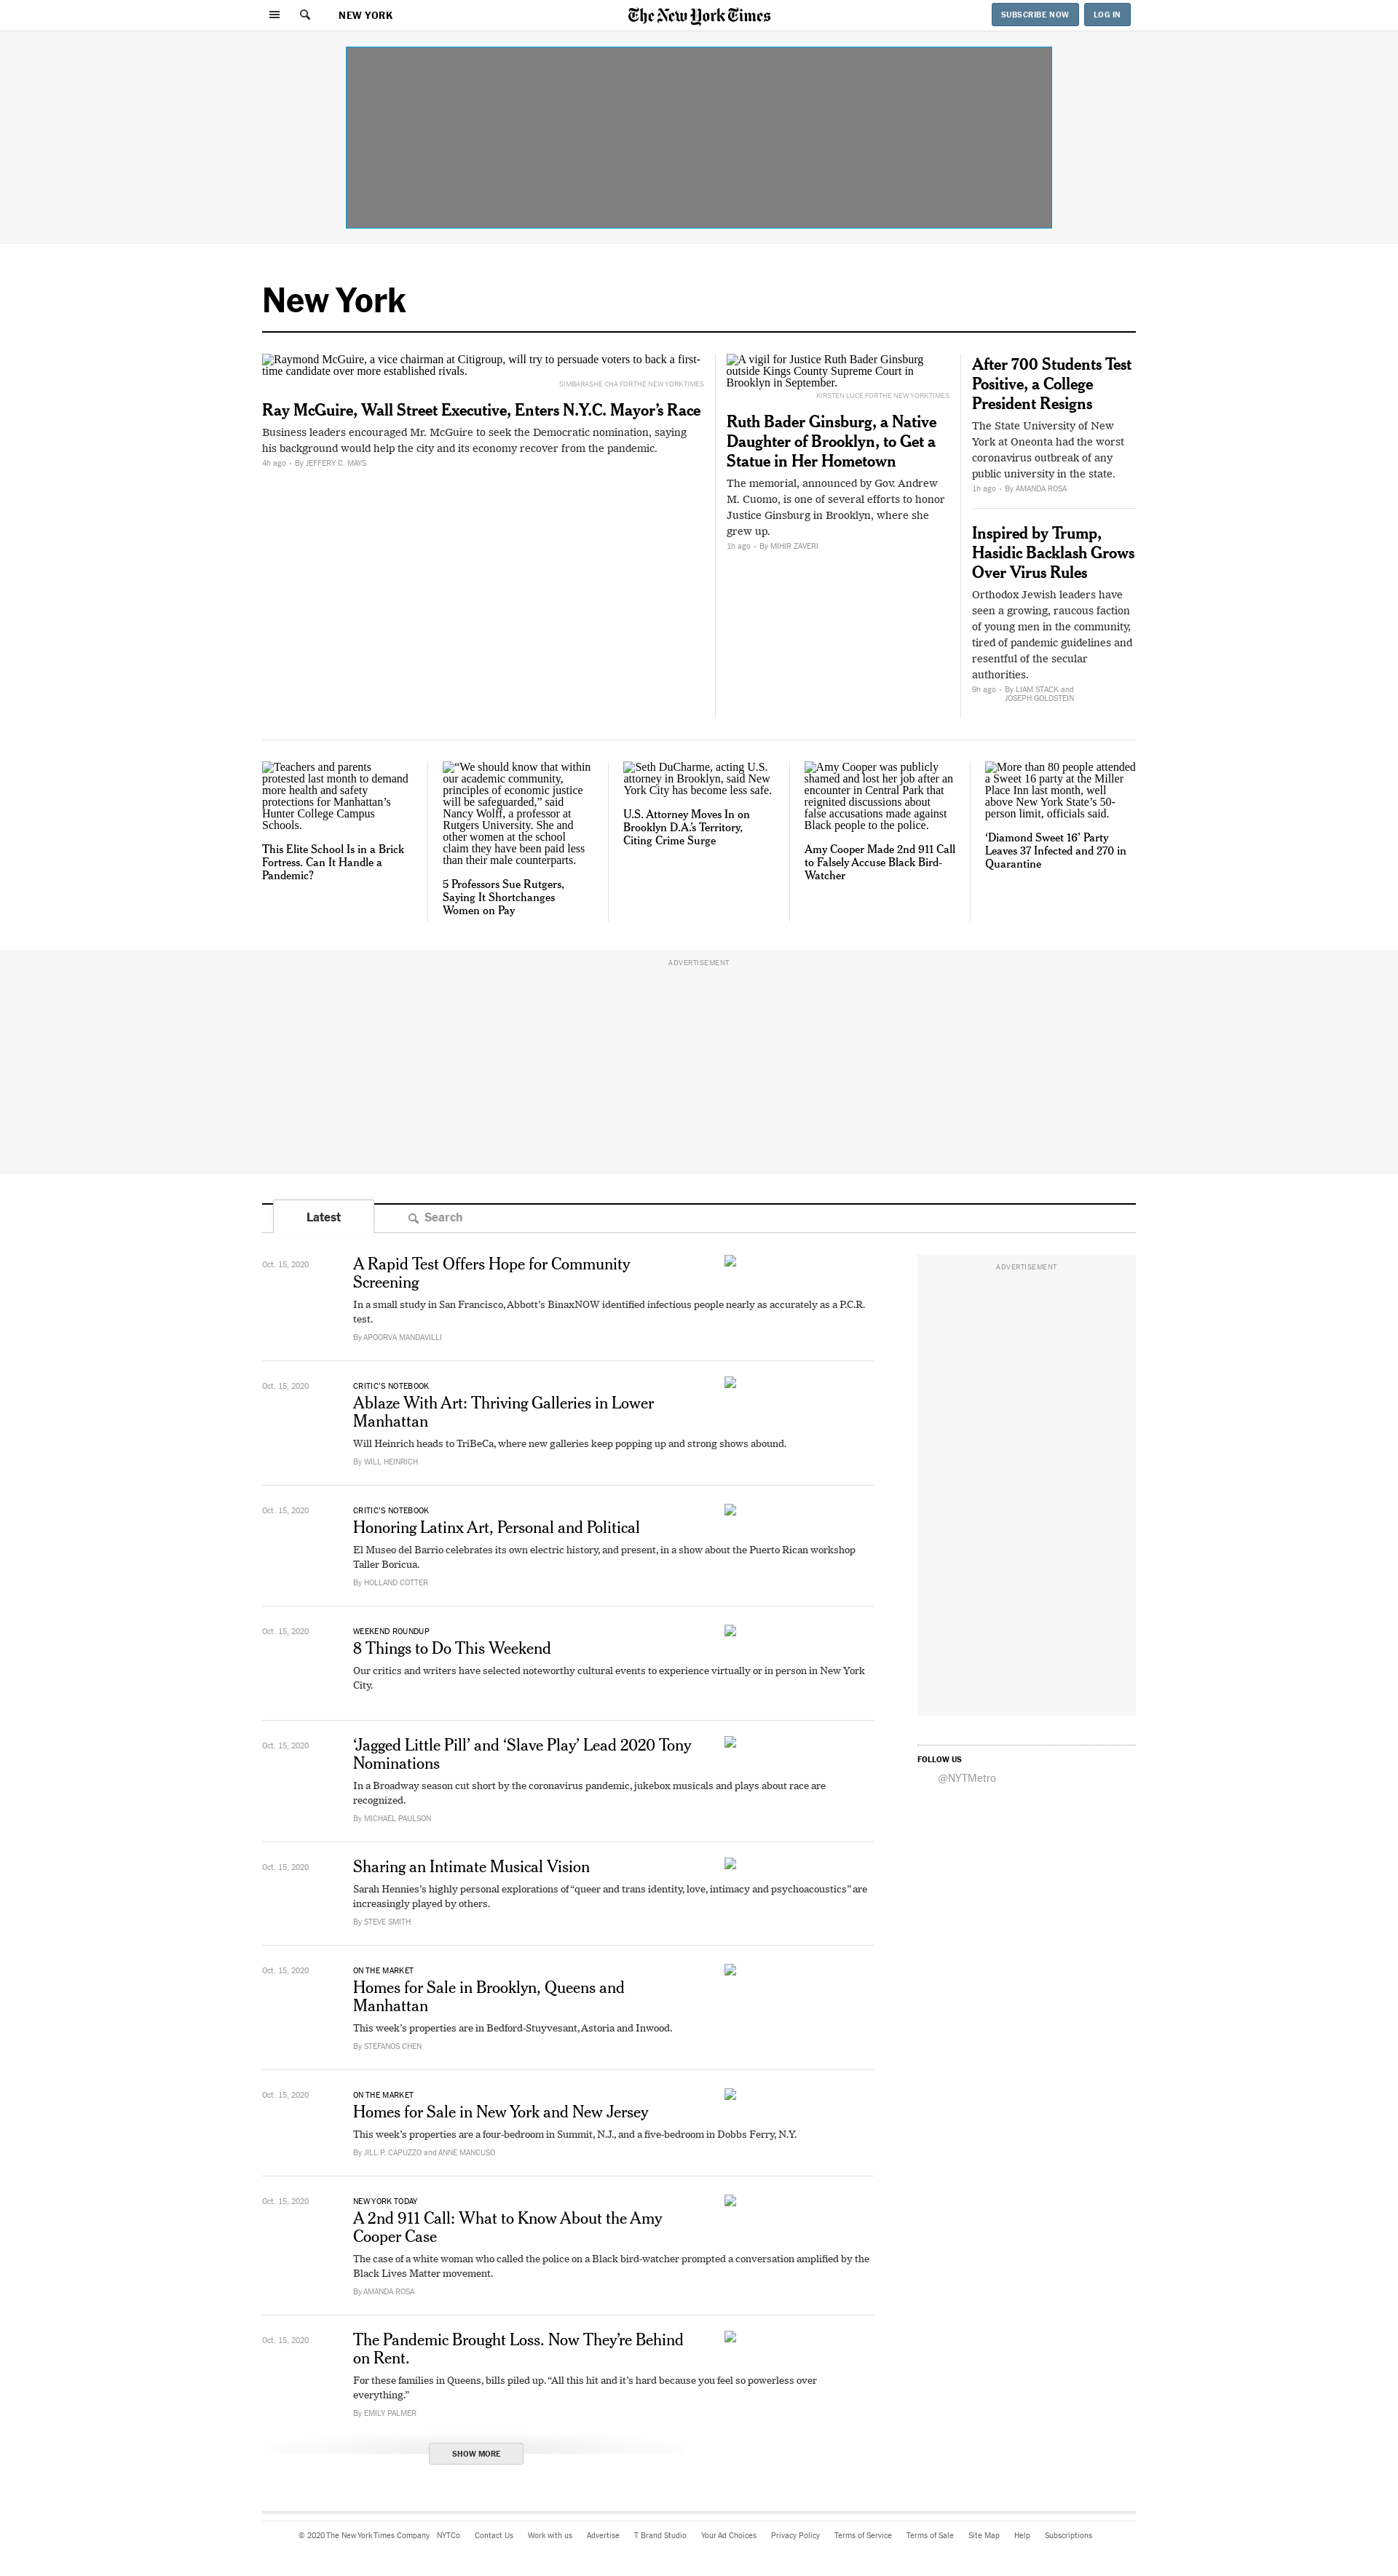 NEW YORK
The New York Times
SUBSCRIBE NOW
LOG IN
New York
Raymond McGuire, a vice chairman at Citigroup, will try to persuade voters to back a first-
time candidate over more established rivals.
SIMBARASHE CHA FOR THE NEW YORK TIMES
Ray McGuire, Wall Street Executive, Enters N.Y.C. Mayor’s Race
Business leaders encouraged Mr. McGuire to seek the Democratic nomination, saying
his background would help the city and its economy recover from the pandemic.
4h ago • By JEFFERY C. MAYS
A vigil for Justice Ruth Bader Ginsburg
outside Kings County Supreme Court in
Brooklyn in September.
KIRSTEN LUCE FOR THE NEW YORK TIMES
Ruth Bader Ginsburg, a Native
Daughter of Brooklyn, to Get a
Statue in Her Hometown
The memorial, announced by Gov. Andrew
M. Cuomo, is one of several efforts to honor
Justice Ginsburg in Brooklyn, where she
grew up.
1h ago • By MIHIR ZAVERI
After 700 Students Test
Positive, a College
President Resigns
The State University of New
York at Oneonta had the worst
coronavirus outbreak of any
public university in the state.
1h ago • By AMANDA ROSA
Inspired by Trump,
Hasidic Backlash Grows
Over Virus Rules
Orthodox Jewish leaders have
seen a growing, raucous faction
of young men in the community,
tired of pandemic guidelines and
resentful of the secular
authorities.
9h ago • By LIAM STACK and
JOSEPH GOLDSTEIN
Teachers and parents
protested last month to demand
more health and safety
protections for Manhattan’s
Hunter College Campus
Schools.
This Elite School Is in a Brick
Fortress. Can It Handle a
Pandemic?
“We should know that within
our academic community,
principles of economic justice
will be safeguarded,” said
Nancy Wolff, a professor at
Rutgers University. She and
other women at the school
claim they have been paid less
than their male counterparts.
5 Professors Sue Rutgers,
Saying It Shortchanges
Women on Pay
Seth DuCharme, acting U.S.
attorney in Brooklyn, said New
York City has become less safe.
U.S. Attorney Moves In on
Brooklyn D.A.’s Territory,
Citing Crime Surge
Amy Cooper was publicly
shamed and lost her job after an
encounter in Central Park that
reignited discussions about
false accusations made against
Black people to the police.
Amy Cooper Made 2nd 911 Call
to Falsely Accuse Black Bird-
Watcher
More than 80 people attended
a Sweet 16 party at the Miller
Place Inn last month, well
above New York State’s 50-
person limit, officials said.
‘Diamond Sweet 16’ Party
Leaves 37 Infected and 270 in
Quarantine
ADVERTISEMENT
Latest
Search
Oct. 15, 2020
A Rapid Test Offers Hope for Community
Screening
In a small study in San Francisco, Abbott’s BinaxNOW identified infectious people nearly as accurately as a P.C.R.
test.
By APOORVA MANDAVILLI
ADVERTISEMENT
Oct. 15, 2020
CRITIC’S NOTEBOOK
Ablaze With Art: Thriving Galleries in Lower
Manhattan
Will Heinrich heads to TriBeCa, where new galleries keep popping up and strong shows abound.
By WILL HEINRICH
Oct. 15, 2020
CRITIC’S NOTEBOOK
Honoring Latinx Art, Personal and Political
El Museo del Barrio celebrates its own electric history, and present, in a show about the Puerto Rican workshop
Taller Boricua.
By HOLLAND COTTER
Oct. 15, 2020
WEEKEND ROUNDUP
8 Things to Do This Weekend
Our critics and writers have selected noteworthy cultural events to experience virtually or in person in New York
City.
Oct. 15, 2020
‘Jagged Little Pill’ and ‘Slave Play’ Lead 2020 Tony
Nominations
In a Broadway season cut short by the coronavirus pandemic, jukebox musicals and plays about race are
recognized.
By MICHAEL PAULSON
FOLLOW US
@NYTMetro
Oct. 15, 2020
Sharing an Intimate Musical Vision
Sarah Hennies’s highly personal explorations of “queer and trans identity, love, intimacy and psychoacoustics” are
increasingly played by others.
By STEVE SMITH
Oct. 15, 2020
ON THE MARKET
Homes for Sale in Brooklyn, Queens and
Manhattan
This week’s properties are in Bedford-Stuyvesant, Astoria and Inwood.
By STEFANOS CHEN
Oct. 15, 2020
ON THE MARKET
Homes for Sale in New York and New Jersey
This week’s properties are a four-bedroom in Summit, N.J., and a five-bedroom in Dobbs Ferry, N.Y.
By JILL P. CAPUZZO and ANNE MANCUSO
Oct. 15, 2020
NEW YORK TODAY
A 2nd 911 Call: What to Know About the Amy
Cooper Case
The case of a white woman who called the police on a Black bird-watcher prompted a conversation amplified by the
Black Lives Matter movement.
By AMANDA ROSA
Oct. 15, 2020
The Pandemic Brought Loss. Now They’re Behind
on Rent.
For these families in Queens, bills piled up. “All this hit and it’s hard because you feel so powerless over
everything.”
By EMILY PALMER
SHOW MORE
© 2020 The New York Times Company NYTCo Contact Us Work with us Advertise T Brand Studio Your Ad Choices Privacy Policy Terms of Service Terms of Sale Site Map Help Subscriptions